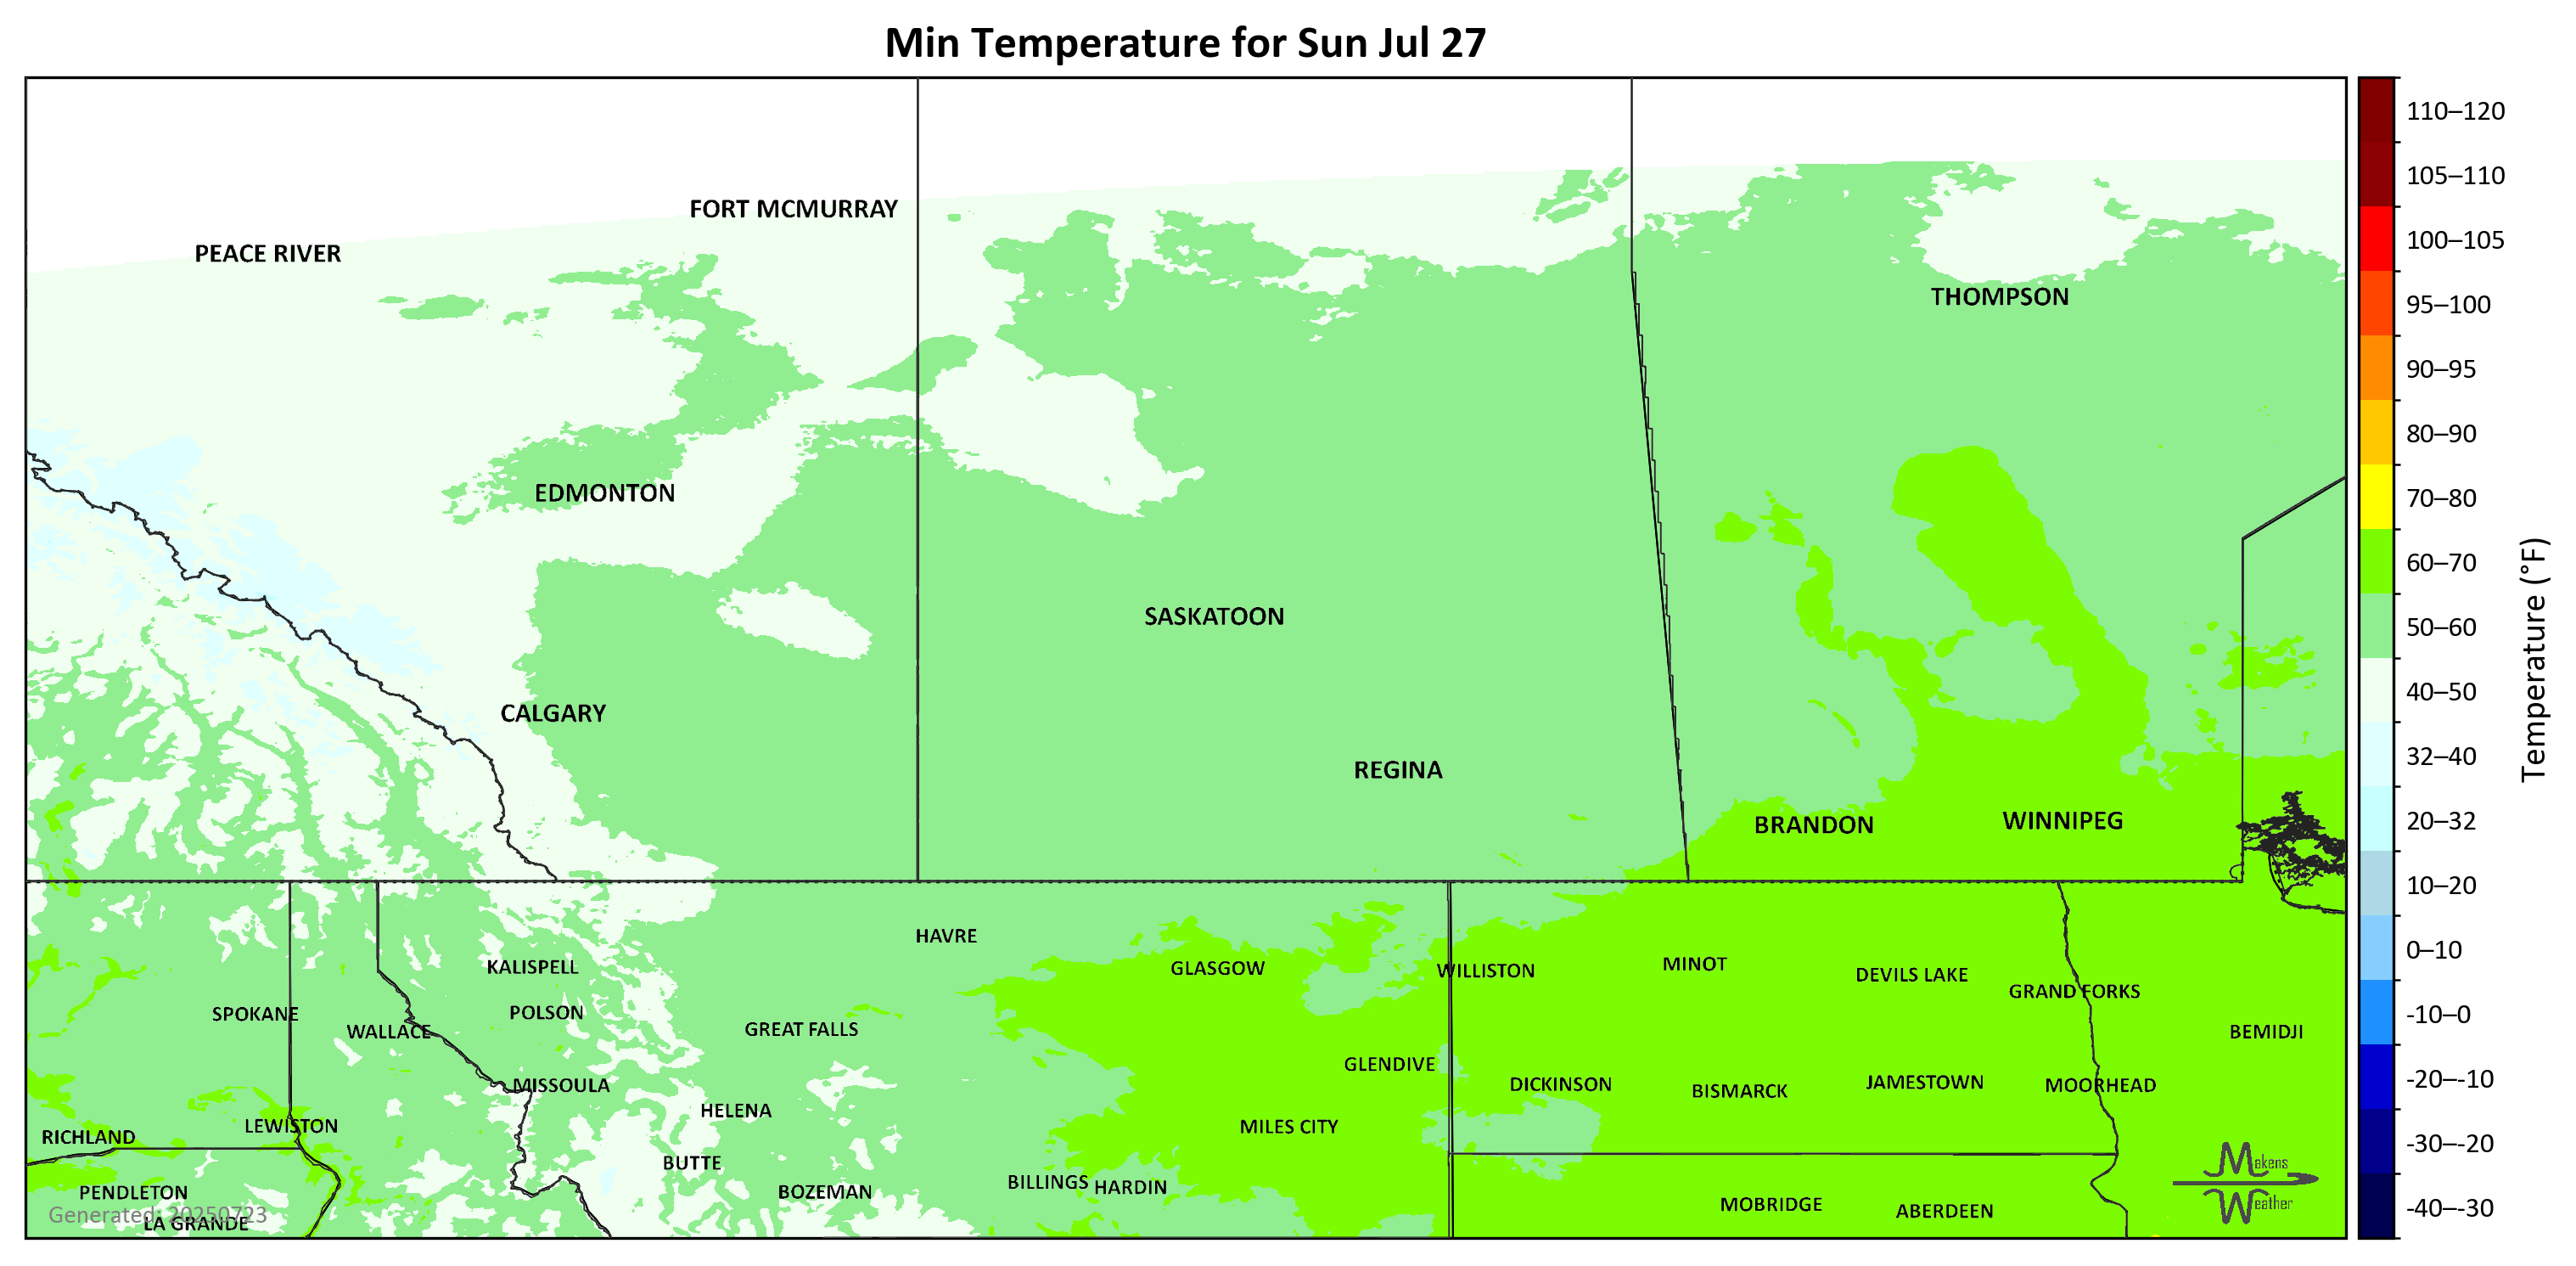 Min Temperature for Sun Jul 27
110–120
105–110
FORT MCMURRAY
100–105
PEACE RIVER
THOMPSON
95–100
90–95
80–90
EDMONTON
70–80
60–70
SASKATOON
50–60
Temperature (°F)
CALGARY
40–50
REGINA
32–40
BRANDON
WINNIPEG
20–32
10–20
HAVRE
0–10
KALISPELL
GLASGOW
WILLISTON
MINOT
DEVILS LAKE
GRAND FORKS
SPOKANE
POLSON
-10–0
WALLACE
GREAT FALLS
BEMIDJI
GLENDIVE
MISSOULA
DICKINSON
BISMARCK
JAMESTOWN
MOORHEAD
-20–-10
HELENA
LEWISTON
MILES CITY
RICHLAND
-30–-20
BUTTE
Makens
Weather
PENDLETON
BOZEMAN
BILLINGS
HARDIN
MOBRIDGE
ABERDEEN
-40–-30
Generated: 20250723
LA GRANDE